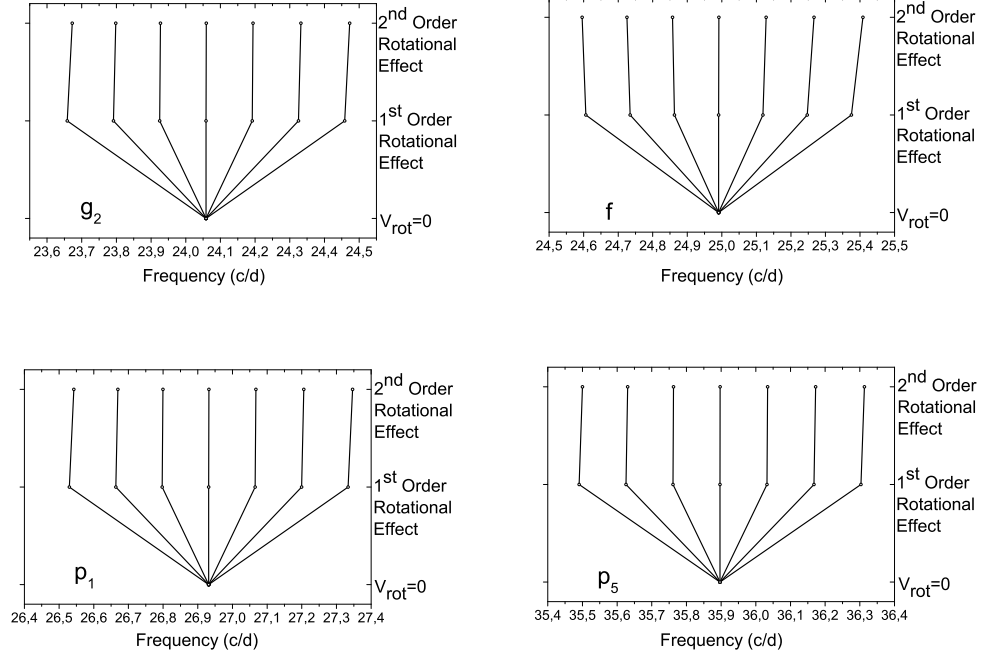 2nd Order
Rotational
Effect
1st Order
Rotational
Effect
g2
Vrot=0
23,6 23,7 23,8 23,9 24,0 24,1 24,2 24,3 24,4 24,5
Frequency (c/d)
2nd Order
Rotational
Effect
1st Order
Rotational
Effect
f
Vrot=0
24,5 24,6 24,7 24,8 24,9 25,0 25,1 25,2 25,3 25,4 25,5
Frequency (c/d)
2nd Order
Rotational
Effect
1st Order
Rotational
Effect
p1
Vrot=0
26,4 26,5 26,6 26,7 26,8 26,9 27,0 27,1 27,2 27,3 27,4
Frequency (c/d)
2nd Order
Rotational
Effect
1st Order
Rotational
Effect
p5
Vrot=0
35,4 35,5 35,6 35,7 35,8 35,9 36,0 36,1 36,2 36,3 36,4
Frequency (c/d)